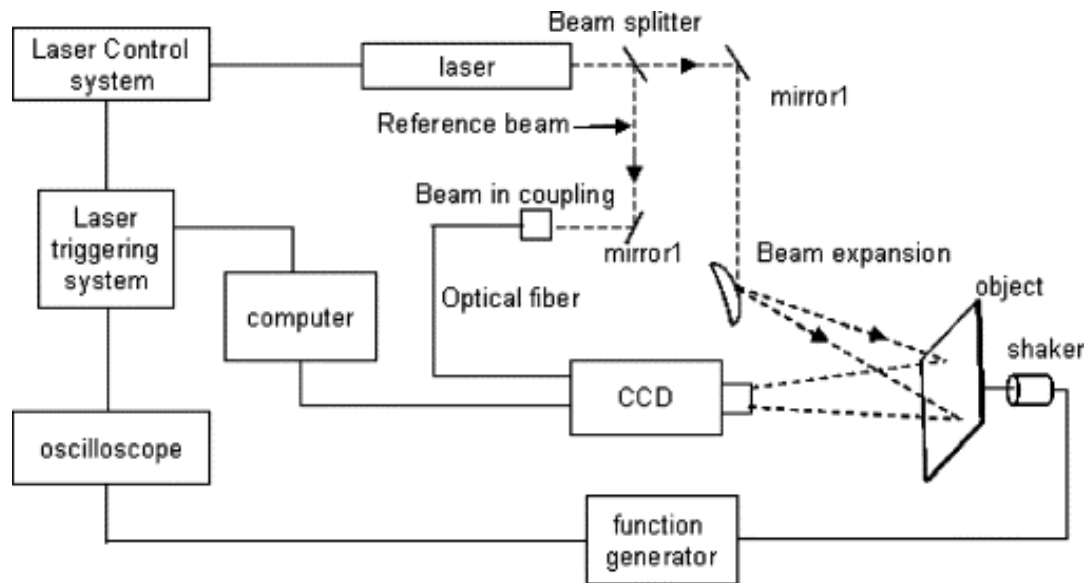 Beam splitter
Laser Control
system
laser
mirror1
Reference beam
Beam in coupling
Laser
triggering
system
mirror1
Beam expansion
object
Optical fiber
computer
shaker
CCD
oscilloscope
function
generator